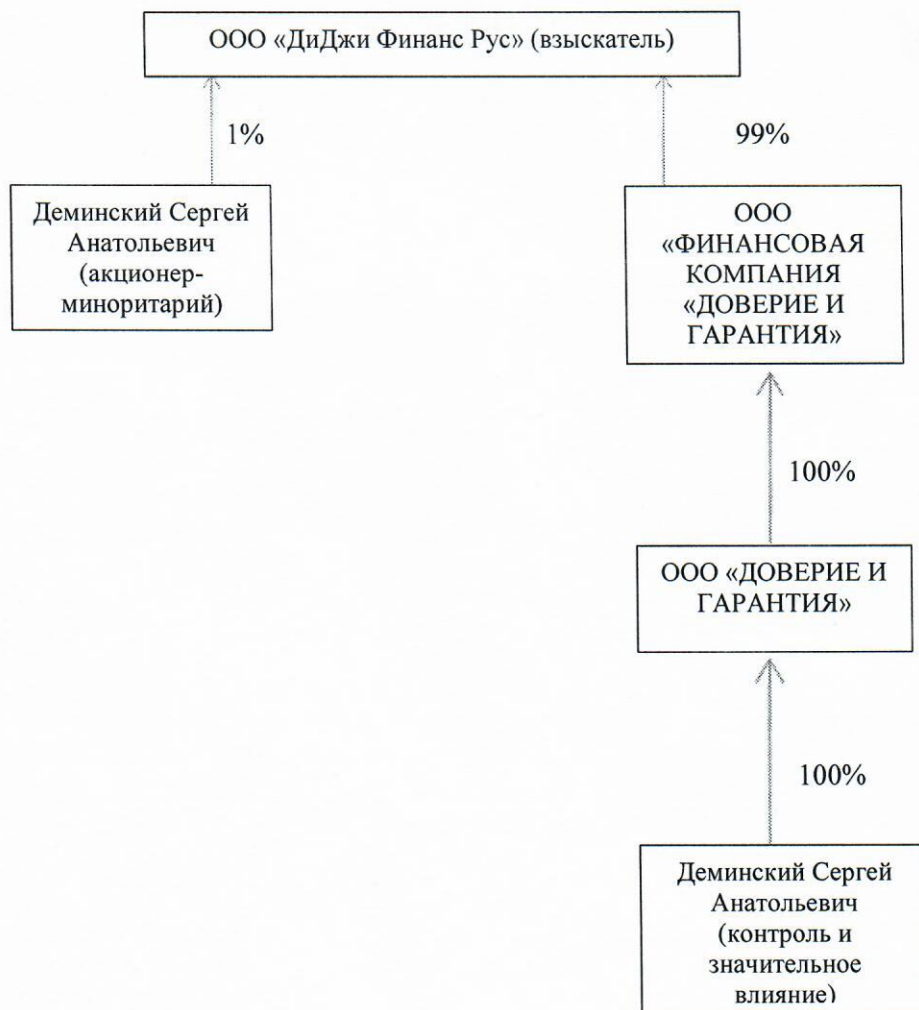 ООО «ДиДжи Финанс Рус» (взыскатель)
1%
99%
Деминский Сергей
Анатольевич
(акционер-
миноритарий)
ООО
«ФИНАНСОВАЯ
КОМПАНИЯ
«ДОВЕРИЕ И
ГАРАНТИЯ»
100%
ООО «ДОВЕРИЕ И
ГАРАНТИЯ»
100%
Деминский Сергей
Анатольевич
(контроль и
значительное
влияние)